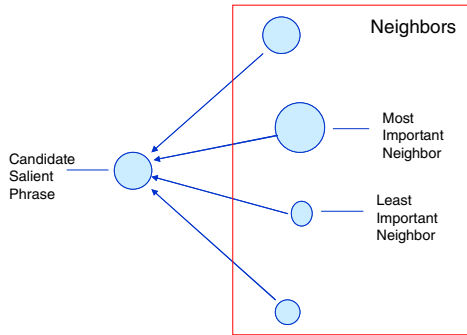 Neighbors
Most
Important
Neighbor
Candidate
Salient
Phrase
Least
Important
Neighbor